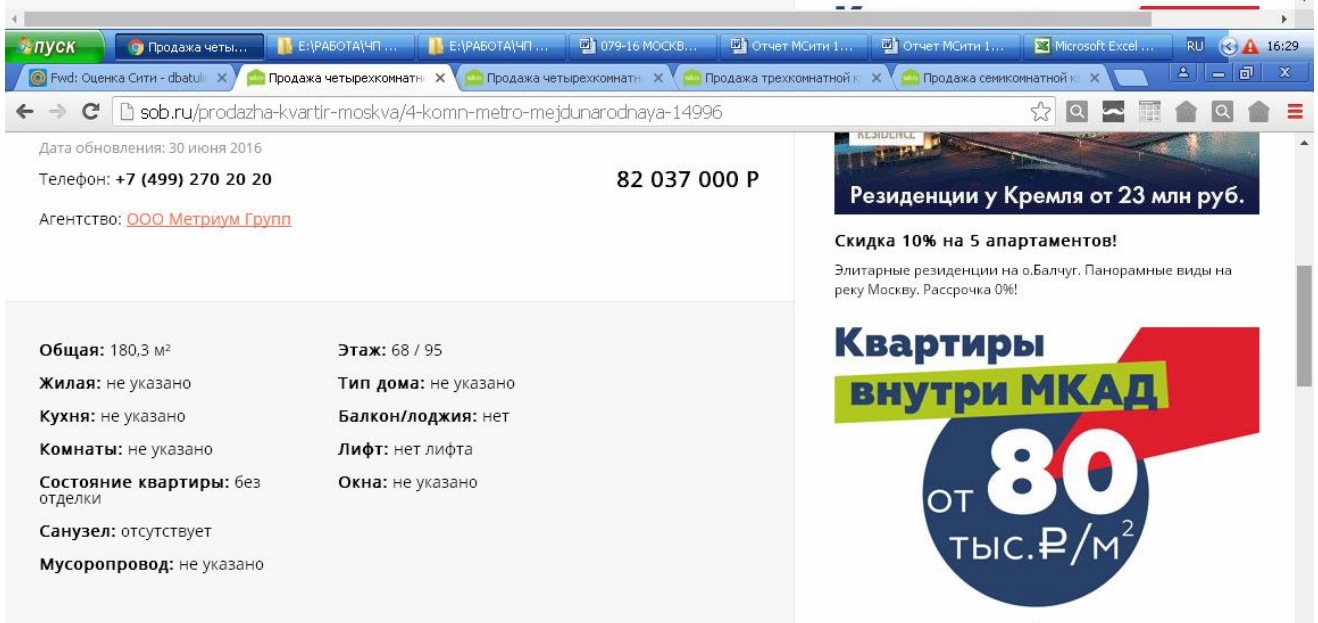 пуск
Продажа четы...
E:\РАБОТА\ЧП ...
E:\РАБОТА\ЧП ...
079-16 МОСКВ...
Отчет МСити 1...
Отчет МСити 1...
Microsoft Excel ...
RU
16:29
Fwd: Оценка Сити - dbatulin
Продажа четырехкомнатн
Продажа четырехкомнатн
Продажа трехкомнатной к
Продажа семикомнатной к
sob.ru/prodazha-kvartir-moskva/4-komn-metro-mejdunarodnaya-14996
Дата обновления: 30 июня 2016
Телефон: +7 (499) 270 20 20
82 037 000 Р
Агентство: ООО Метриум Групп
Общая: 180,3 м²
Жилая: не указано
Кухня: не указано
Комнаты: не указано
Состояние квартиры: без
отделки
Санузел: отсутствует
Мусоропровод: не указано
Этаж: 68 / 95
Тип дома: не указано
Балкон/лоджия: нет
Лифт: нет лифта
Окна: не указано
RESIDENCE
Резиденции у Кремля от 23 млн руб.
Скидка 10% на 5 апартаментов!
Элитарные резиденции на о.Балчуг. Панорамные виды на
реку Москву. Рассрочка 0%!
Квартиры
внутри МКАД
от 80
тыс.₽/м²